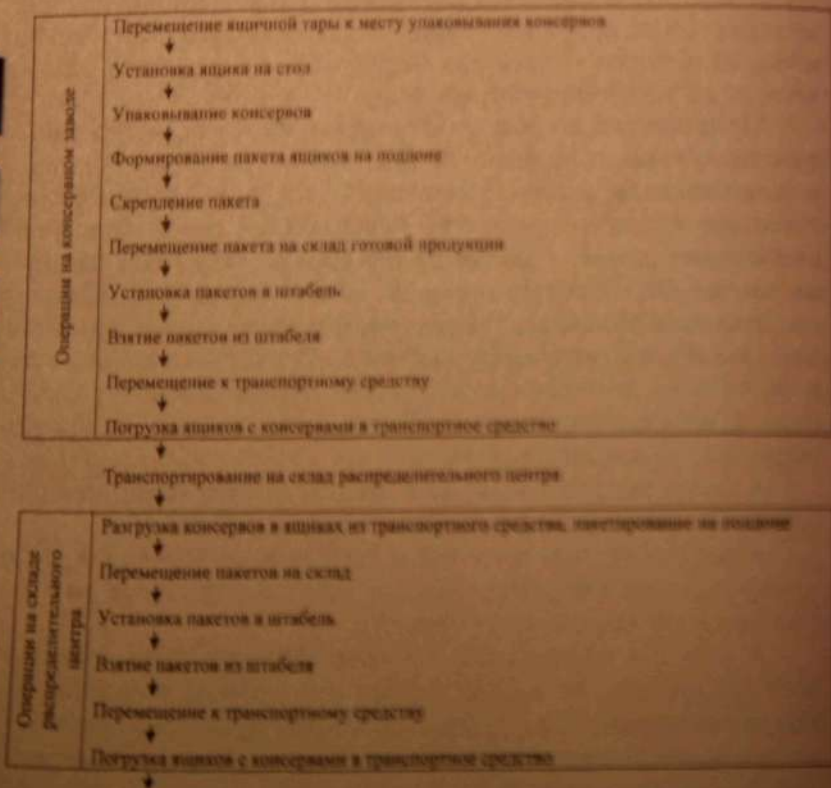 Операции на консервном заводе
Перемещение ящичной тары к месту упаковывания консервов
Установка ящика на стол
Упаковывание консервов
Формирование пакета ящиков на поддоне
Скрепление пакета
Перемещение пакета на склад готовой продукции
Установка пакетов в штабель
Взятие пакетов из штабеля
Перемещение к транспортному средству
Погрузка ящиков с консервами в транспортное средство
Транспортирование на склад распределительного центра
Операции на складе
распределительного
центра
Разгрузка консервов в ящиках из транспортного средства, пакетирование на поддоне
Перемещение пакетов на склад
Установка пакетов в штабель
Взятие пакетов из штабеля
Перемещение к транспортному средству
Погрузка ящиков с консервами в транспортное средство